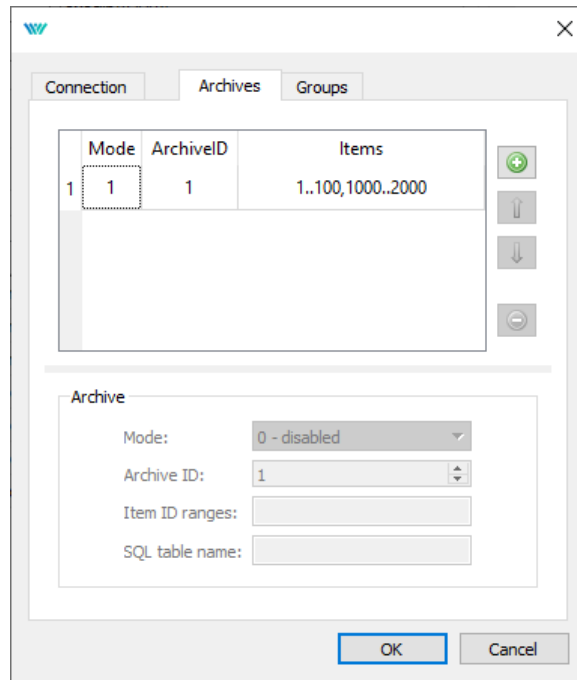 Connection Archives Groups
Mode ArchiveID Items
1 1 1 1..100,1000..2000
Archive
Mode: 0 - disabled
Archive ID: 1
Item ID ranges:
SQL table name:
OK Cancel